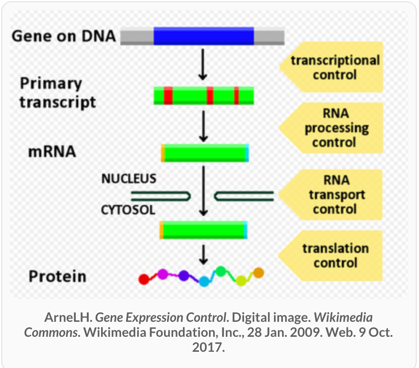 Gene on DNA
transcriptional
control
Primary
transcript
RNA
processing
control
mRNA
NUCLEUS
CYTOSOL
RNA
transport
control
translation
control
Protein
ArneLH. Gene Expression Control. Digital image. Wikimedia
Commons. Wikimedia Foundation, Inc., 28 Jan. 2009. Web. 9 Oct.
2017.